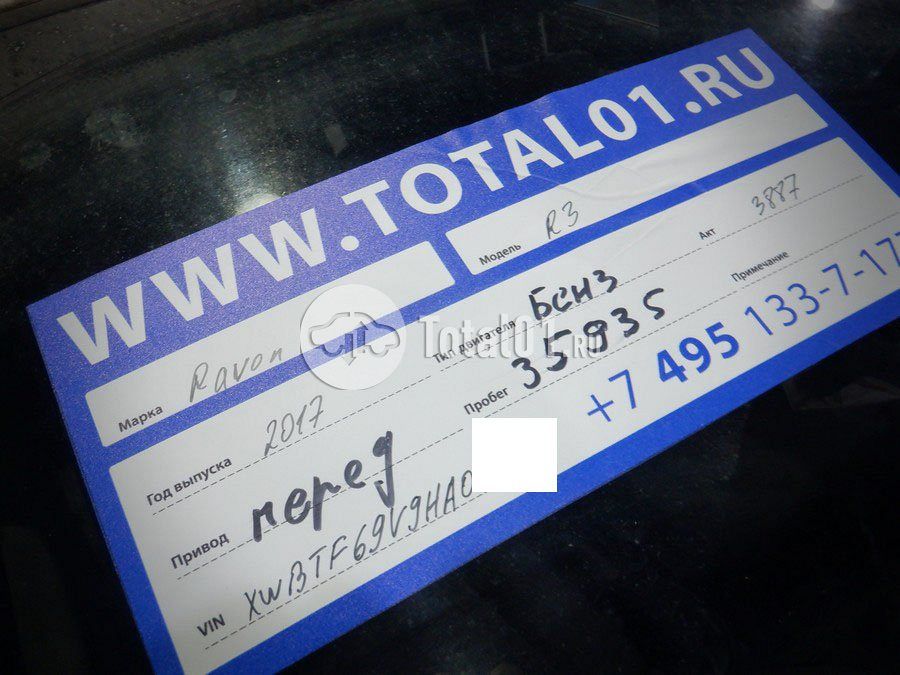 WWW.TOTAL01.RU
Марка Ravon Модель R3
Год выпуска 2017 Тип двигателя Бенз Акт 3887
Привод перед Пробег 35935 Примечание
VIN XWBTF69V9HA0 +7 495 133-7-177
Total01.RU